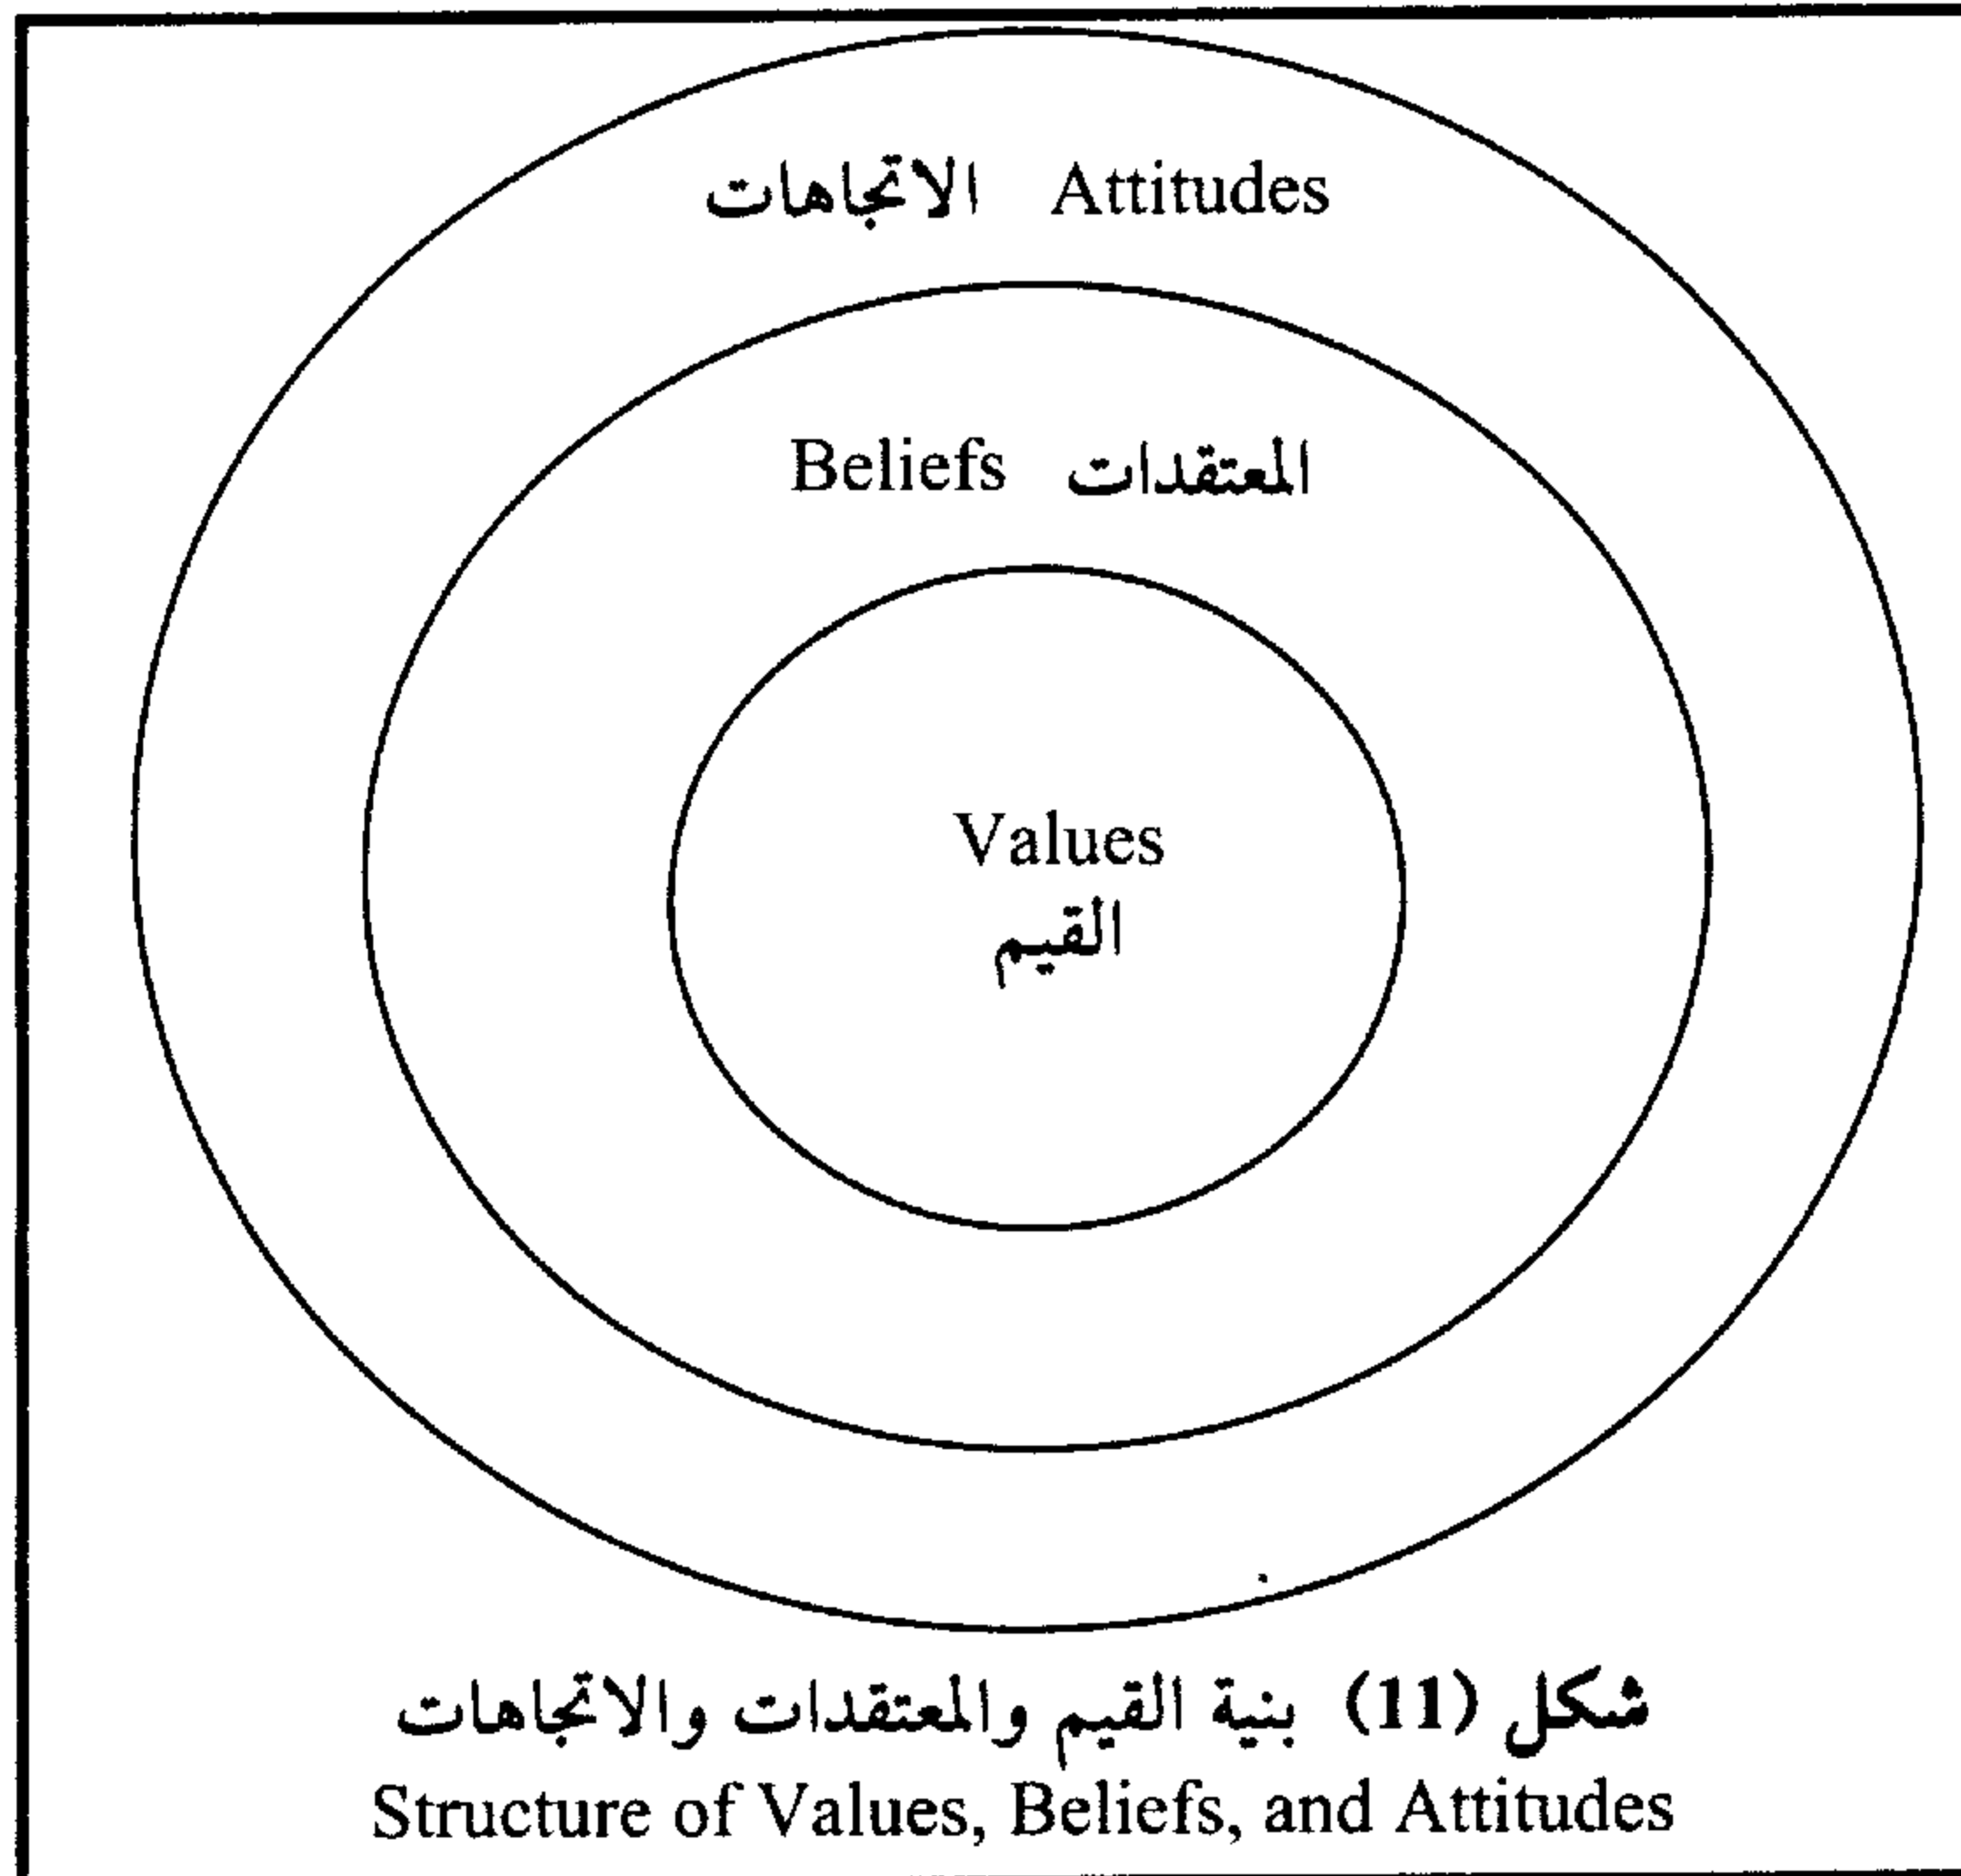 الاتجاهات Attitudes
Beliefs المعتقدات
Values
القيم
شكل (11) بنية القيم والمعتقدات والاتجاهات
Structure of Values, Beliefs, and Attitudes